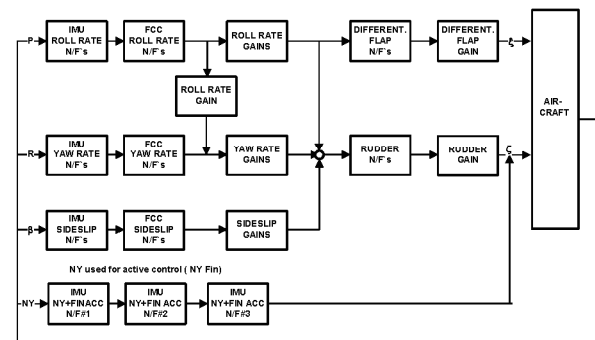 P
IMU
ROLL RATE
N/F`s
FCC
ROLL RATE
N/F`s
ROLL RATE
GAINS
DIFFERENT.
FLAP
N/F`s
DIFFERENT.
FLAP
GAIN
ξ
ROLL RATE
GAIN
AIR-
CRAFT
R
IMU
YAW RATE
N/F`s
FCC
YAW RATE
N/F`s
YAW RATE
GAINS
RUDDER
N/F`s
RUDDER
GAIN
ζ
β
IMU
SIDESLIP
N/F`s
FCC
SIDESLIP
N/F`s
SIDESLIP
GAINS
NY used for active control ( NY Fin)
NY
IMU
NY+FINACC
N/F#1
IMU
NY+FIN ACC
N/F#2
IMU
NY+FIN ACC
N/F#3